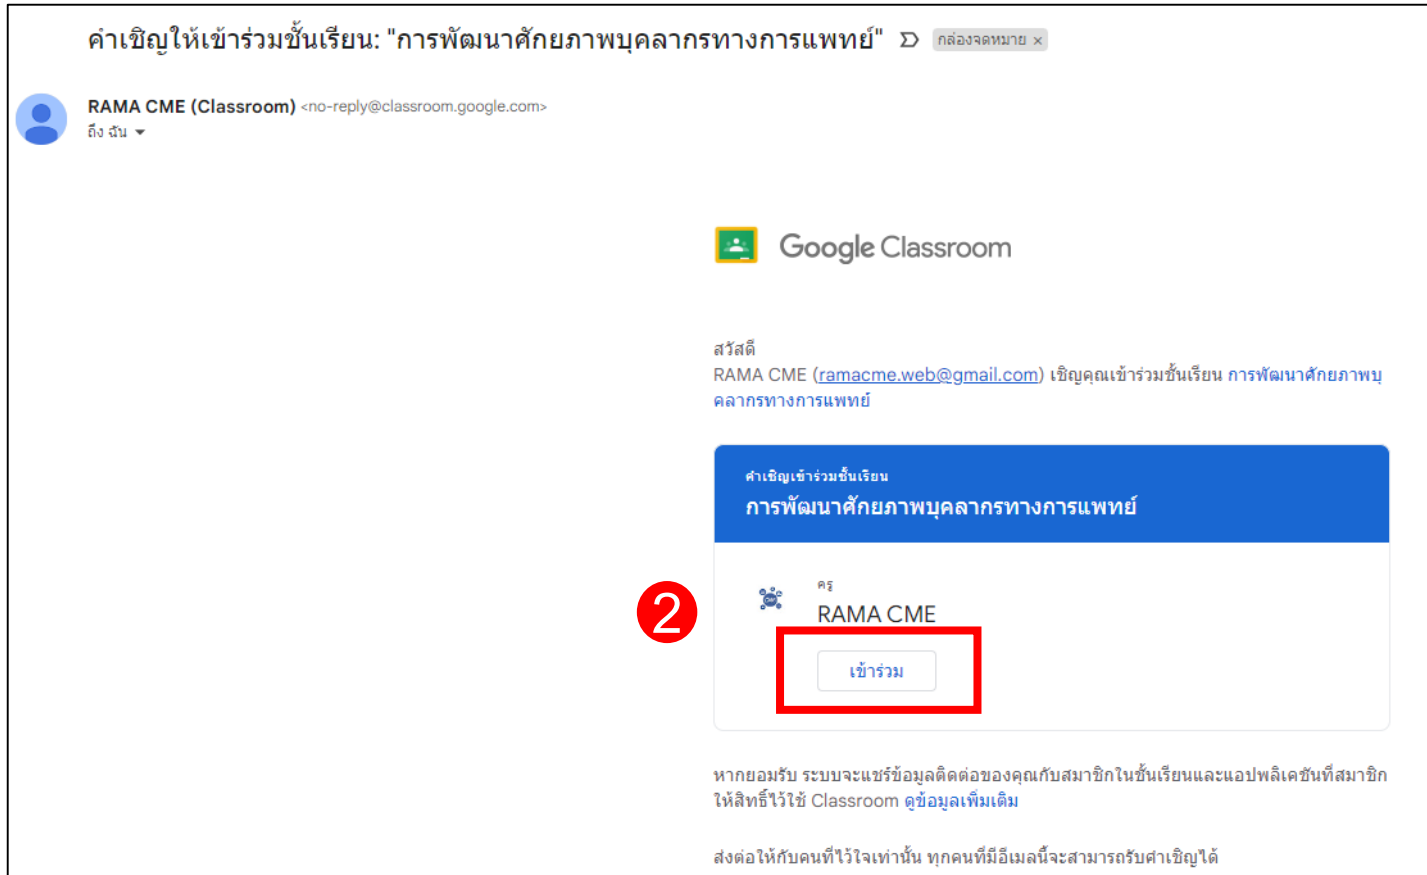 คำเชิญให้เข้าร่วมชั้นเรียน: "การพัฒนาศักยภาพบุคลากรทางการแพทย์" กล่องจดหมาย ×
RAMA CME (Classroom) <no-reply@classroom.google.com>
ถึง ฉัน
Google Classroom
สวัสดี
RAMA CME (ramacme.web@gmail.com) เชิญคุณเข้าร่วมชั้นเรียน การพัฒนาศักยภาพบุ
คลากรทางการแพทย์
คำเชิญเข้าร่วมชั้นเรียน
การพัฒนาศักยภาพบุคลากรทางการแพทย์
ครู
RAMA CME
2
เข้าร่วม
หากยอมรับ ระบบจะแชร์ข้อมูลติดต่อของคุณกับสมาชิกในชั้นเรียนและแอปพลิเคชันที่สมาชิก
ให้สิทธิ์ไว้ใช้ Classroom ดูข้อมูลเพิ่มเติม
ส่งต่อให้กับคนที่ไว้ใจเท่านั้น ทุกคนที่มีอีเมลนี้จะสามารถรับคำเชิญได้